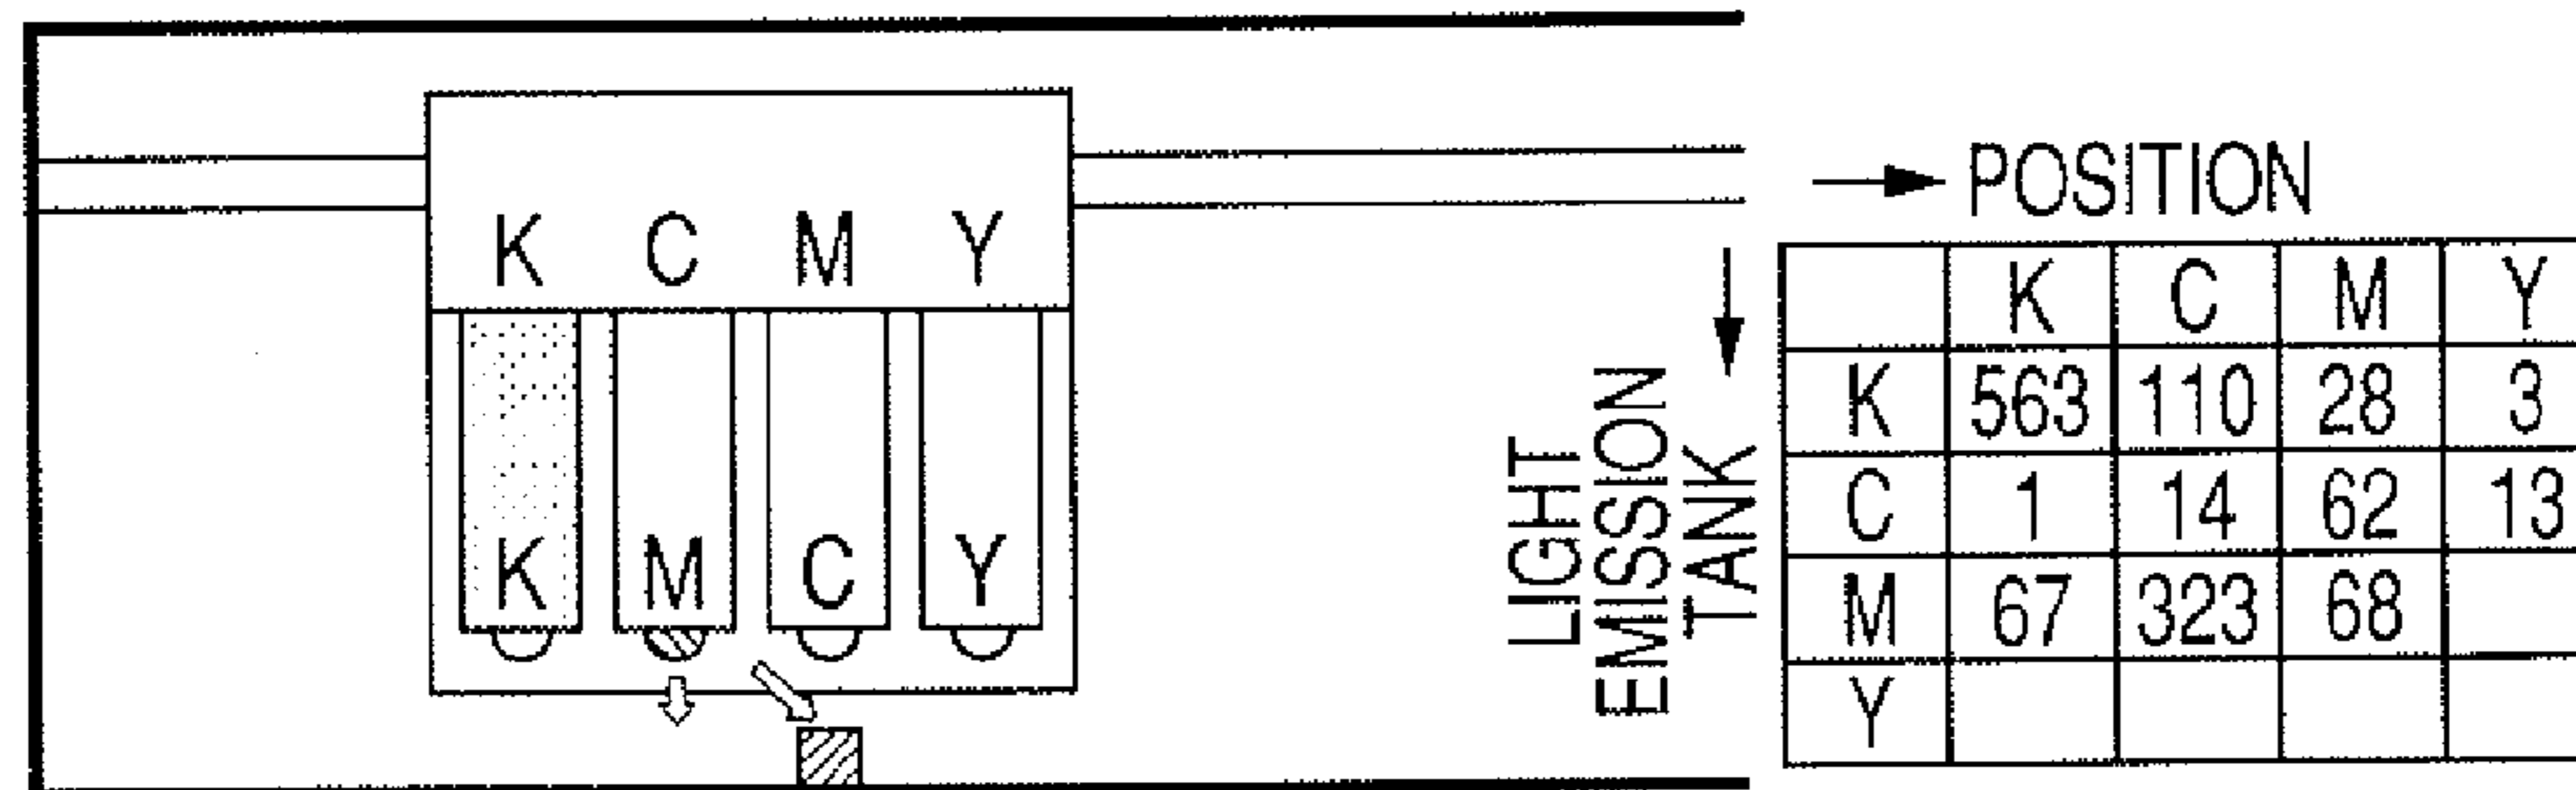 K C M Y
K M C Y
POSITION
LIGHT
EMISSION
TANK
K C M Y
K 563 110 28 3
C 1 14 62 13
M 67 323 68
Y